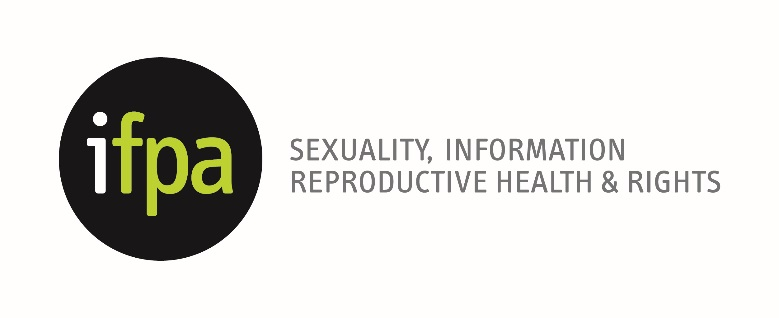 ifpa
SEXUALITY, INFORMATION
REPRODUCTIVE HEALTH & RIGHTS